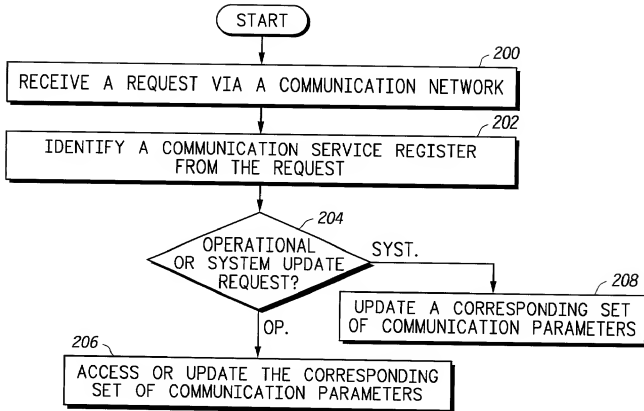 START
200
RECEIVE A REQUEST VIA A COMMUNICATION NETWORK
202
IDENTIFY A COMMUNICATION SERVICE REGISTER
FROM THE REQUEST
204
OPERATIONAL
OR SYSTEM UPDATE
REQUEST?
SYST.
208
UPDATE A CORRESPONDING SET
OF COMMUNICATION PARAMETERS
OP.
206
ACCESS OR UPDATE THE CORRESPONDING
SET OF COMMUNICATION PARAMETERS